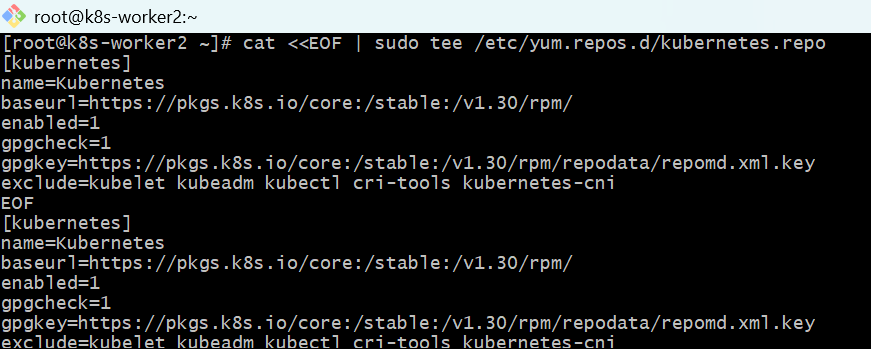 root@k8s-worker2:~
[root@k8s-worker2 ~]# cat <<EOF | sudo tee /etc/yum.repos.d/kubernetes.repo
[kubernetes]
name=Kubernetes
baseurl=https://pkgs.k8s.io/core:/stable:/v1.30/rpm/
enabled=1
gpgcheck=1
gpgkey=https://pkgs.k8s.io/core:/stable:/v1.30/rpm/repodata/repomd.xml.key
exclude=kubelet kubeadm kubectl cri-tools kubernetes-cni
EOF
[kubernetes]
name=Kubernetes
baseurl=https://pkgs.k8s.io/core:/stable:/v1.30/rpm/
enabled=1
gpgcheck=1
gpgkey=https://pkgs.k8s.io/core:/stable:/v1.30/rpm/repodata/repomd.xml.key
exclude=kubelet kubeadm kubectl cri-tools kubernetes-cni